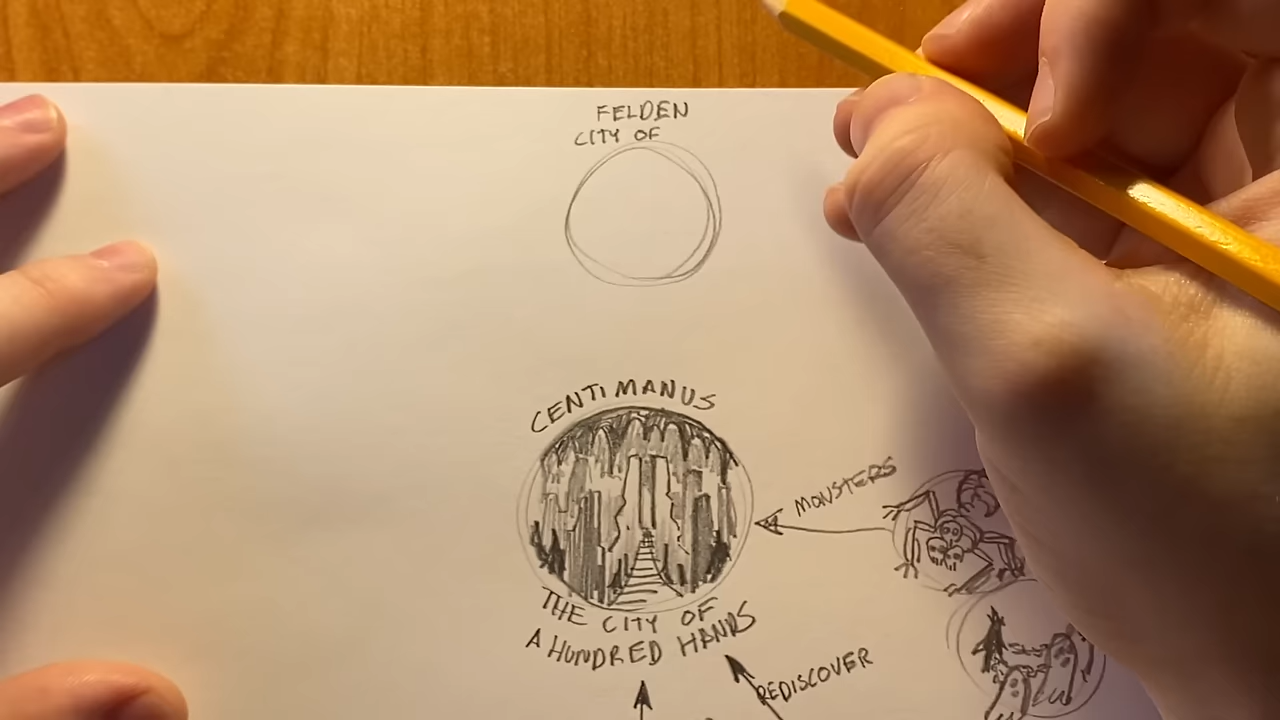 FELDEN
CITY OF
CENTIMANUS
MONSTERS
THE CITY OF
A HUNDRED HANDS
REDISCOVER